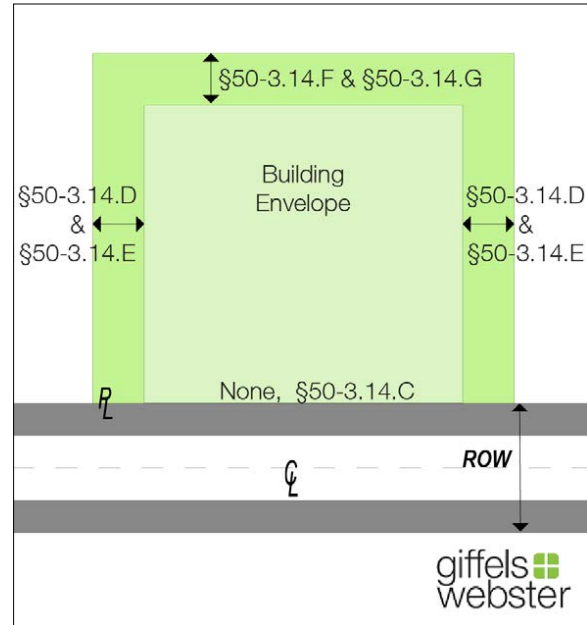 §50-3.14.F & §50-3.14.G
Building
Envelope
§50-3.14.D
&
§50-3.14.E
§50-3.14.D
&
§50-3.14.E
None, §50-3.14.C
PL
ROW
CL
giffels
webster